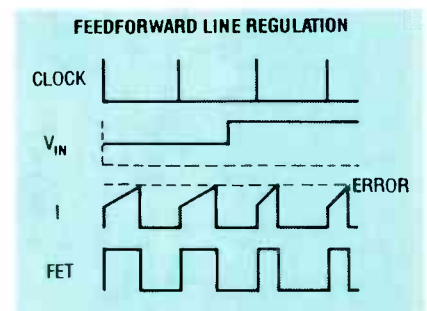 FEEDFORWARD LINE REGULATION
CLOCK
VIN
ERROR
I
FET